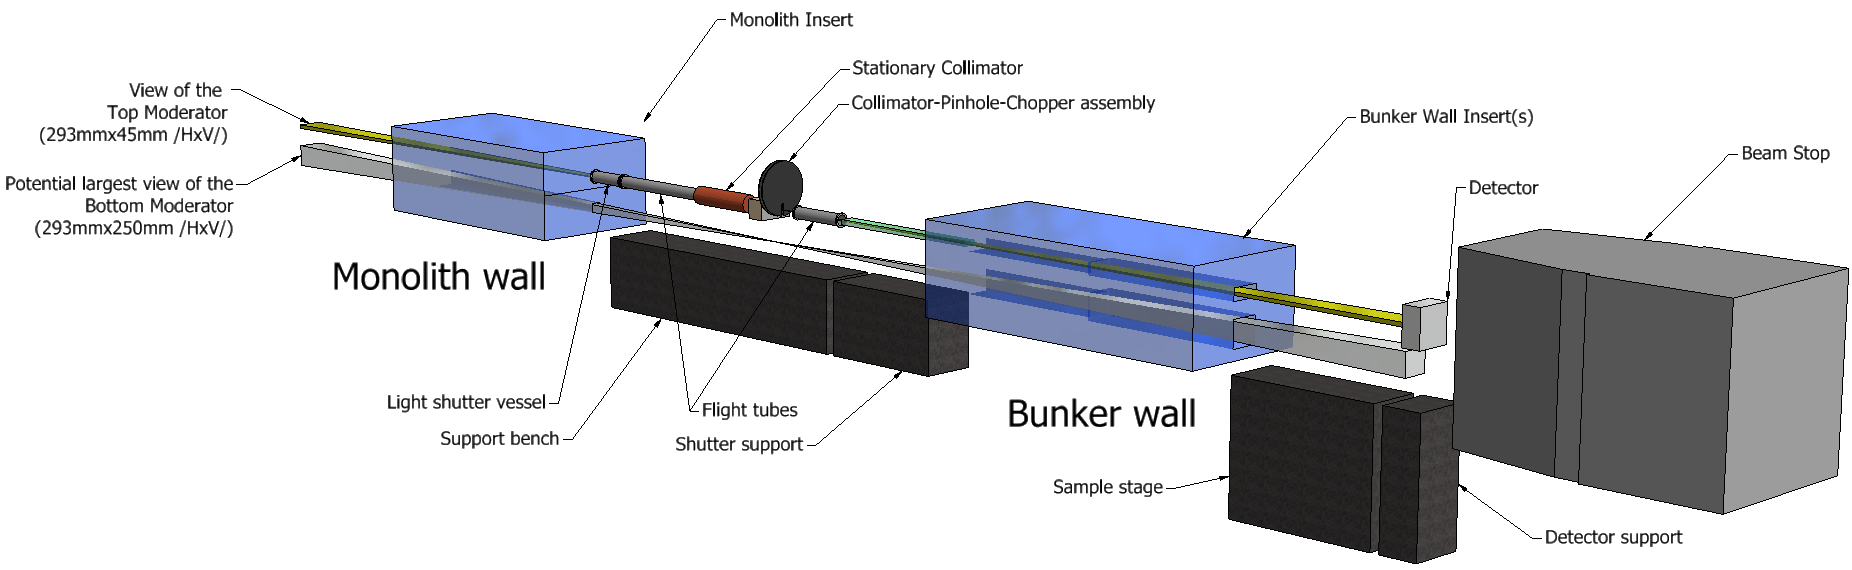 Monolith Insert
Stationary Collimator
Collimator-Pinhole-Chopper assembly
View of the
Top Moderator
(293mmx45mm /HxV/)
Bunker Wall Insert(s)
Beam Stop
Potential largest view of the
Bottom Moderator
(293mmx250mm /HxV/)
Detector
Monolith wall
Light shutter vessel
Flight tubes
Support bench
Shutter support
Bunker wall
Sample stage
Detector support